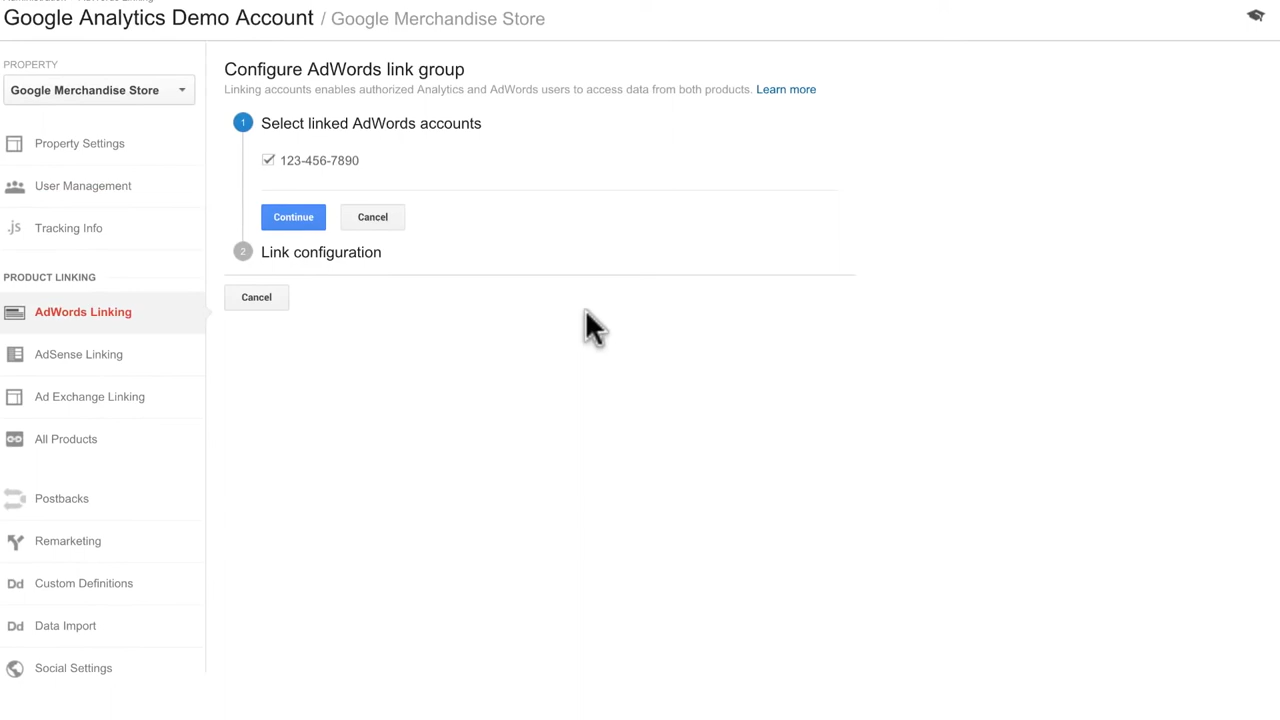 Google Analytics Demo Account / Google Merchandise Store
PROPERTY
Google Merchandise Store
Property Settings
User Management
.js Tracking Info
PRODUCT LINKING
AdWords Linking
AdSense Linking
Ad Exchange Linking
All Products
Postbacks
Remarketing
Dd Custom Definitions
Dd Data Import
Social Settings
Configure AdWords link group
Linking accounts enables authorized Analytics and AdWords users to access data from both products. Learn more
1 Select linked AdWords accounts
123-456-7890
Continue Cancel
2 Link configuration
Cancel